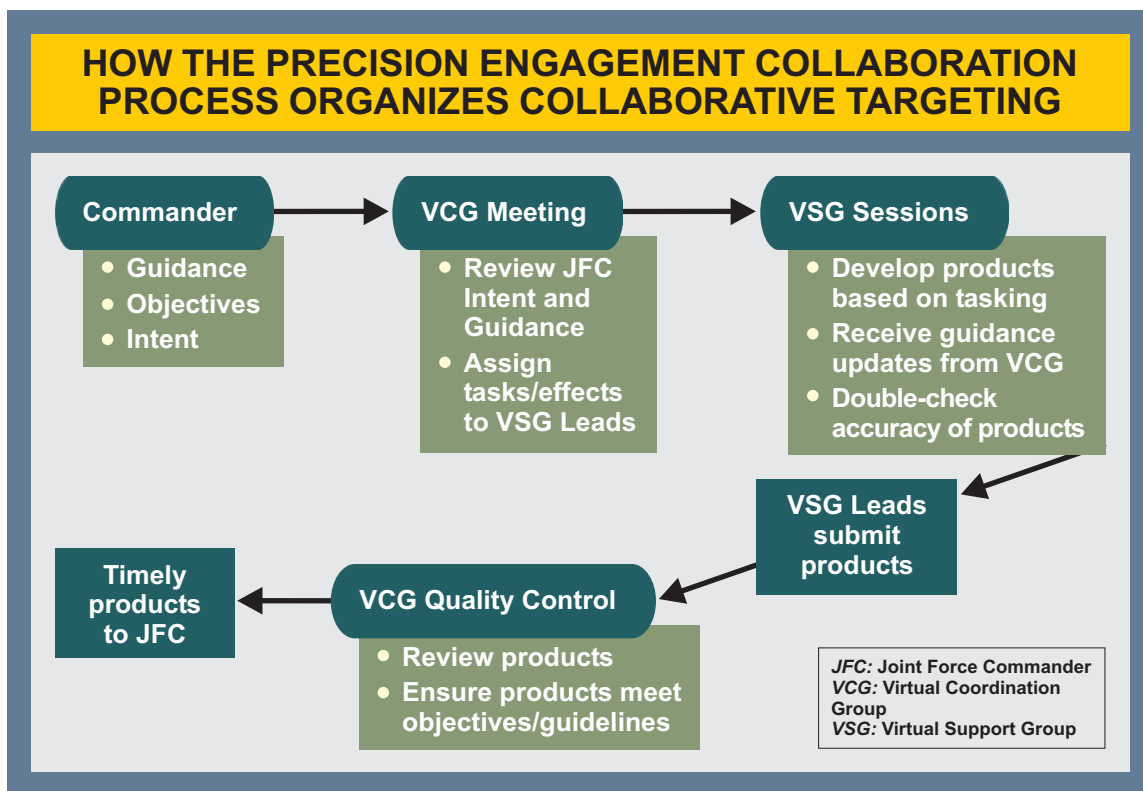 HOW THE PRECISION ENGAGEMENT COLLABORATION
PROCESS ORGANIZES COLLABORATIVE TARGETING
Commander
• Guidance
• Objectives
• Intent
VCG Meeting
• Review JFC
Intent and
Guidance
• Assign
tasks/effects
to VSG Leads
VSG Sessions
• Develop products
based on tasking
• Receive guidance
updates from VCG
• Double-check
accuracy of products
VSG Leads
submit
products
VCG Quality Control
• Review products
• Ensure products meet
objectives/guidelines
Timely
products
to JFC
JFC: Joint Force Commander
VCG: Virtual Coordination
Group
VSG: Virtual Support Group